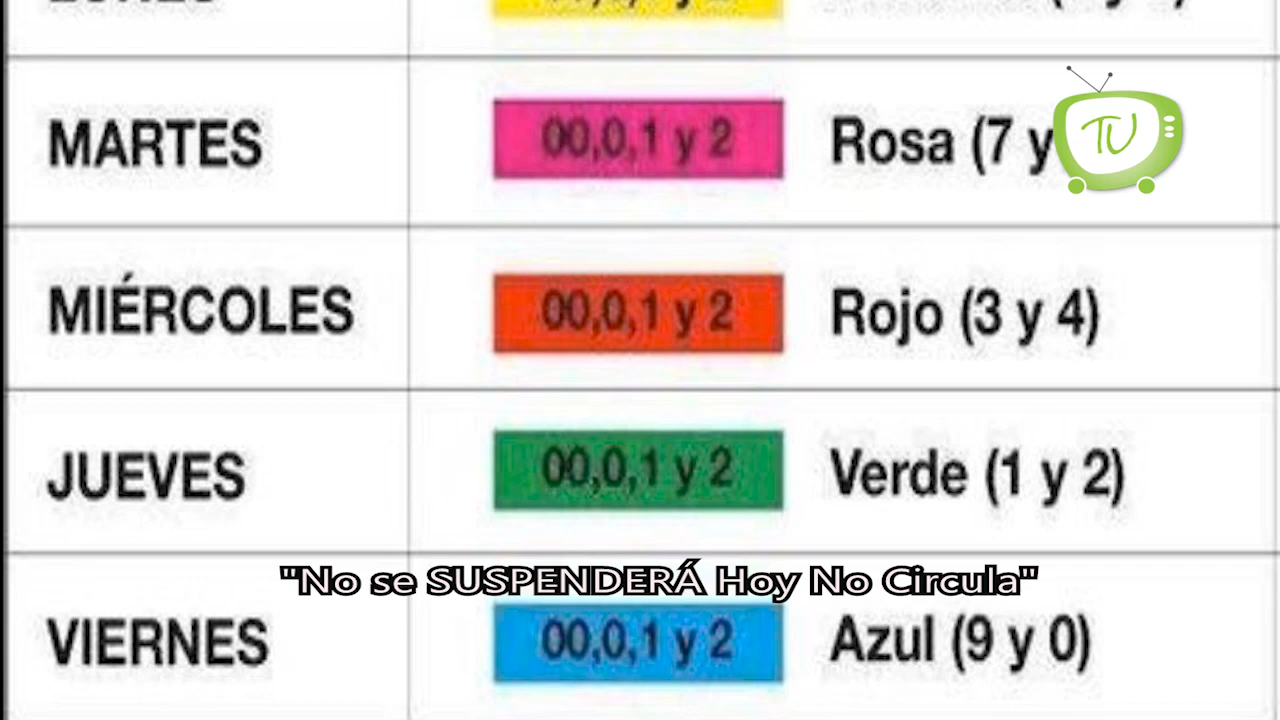 MARTES 00,0,1 y 2 Rosa (7 y
TU
MIÉRCOLES 00,0,1 y 2 Rojo (3 y 4)
JUEVES 00,0,1 y 2 Verde (1 y 2)
"No se SUSPENDERÁ Hoy No Circula"
VIERNES 00,0,1 y 2 Azul (9 y 0)